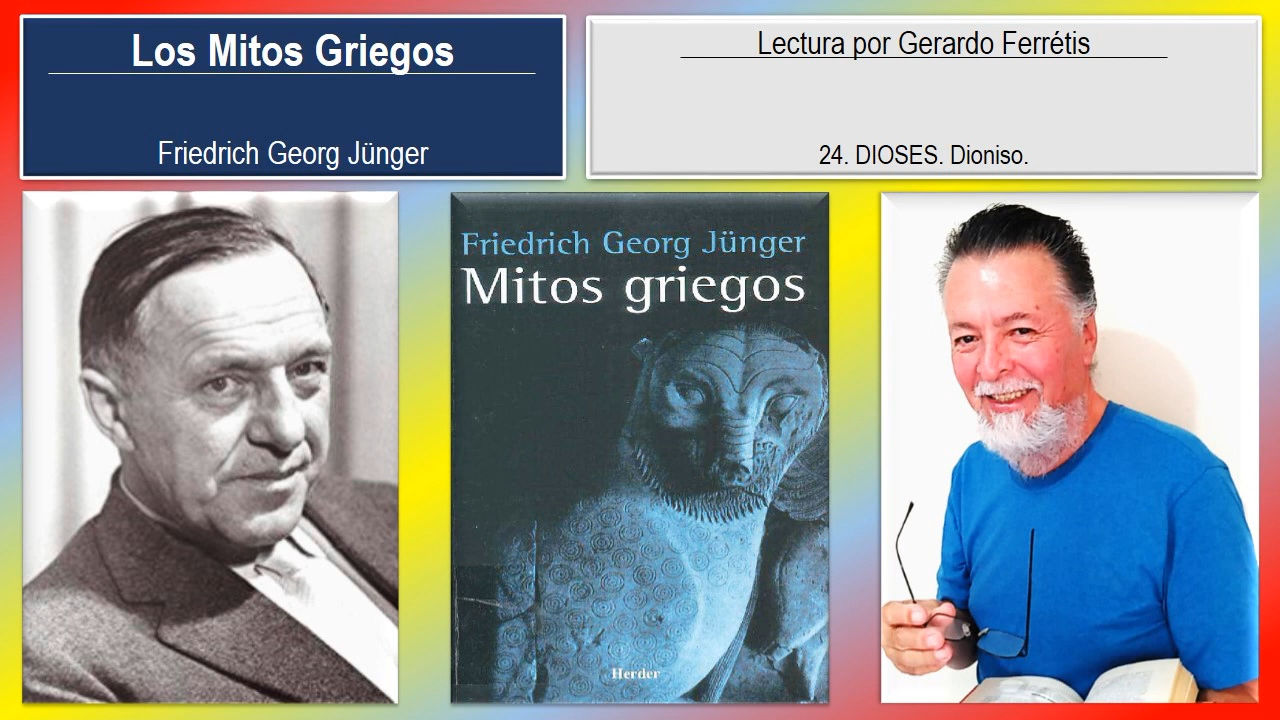 Los Mitos Griegos
Friedrich Georg Jünger
Lectura por Gerardo Ferrétis
24. DIOSES. Dioniso.
Friedrich Georg Jünger
Mitos griegos
Herder